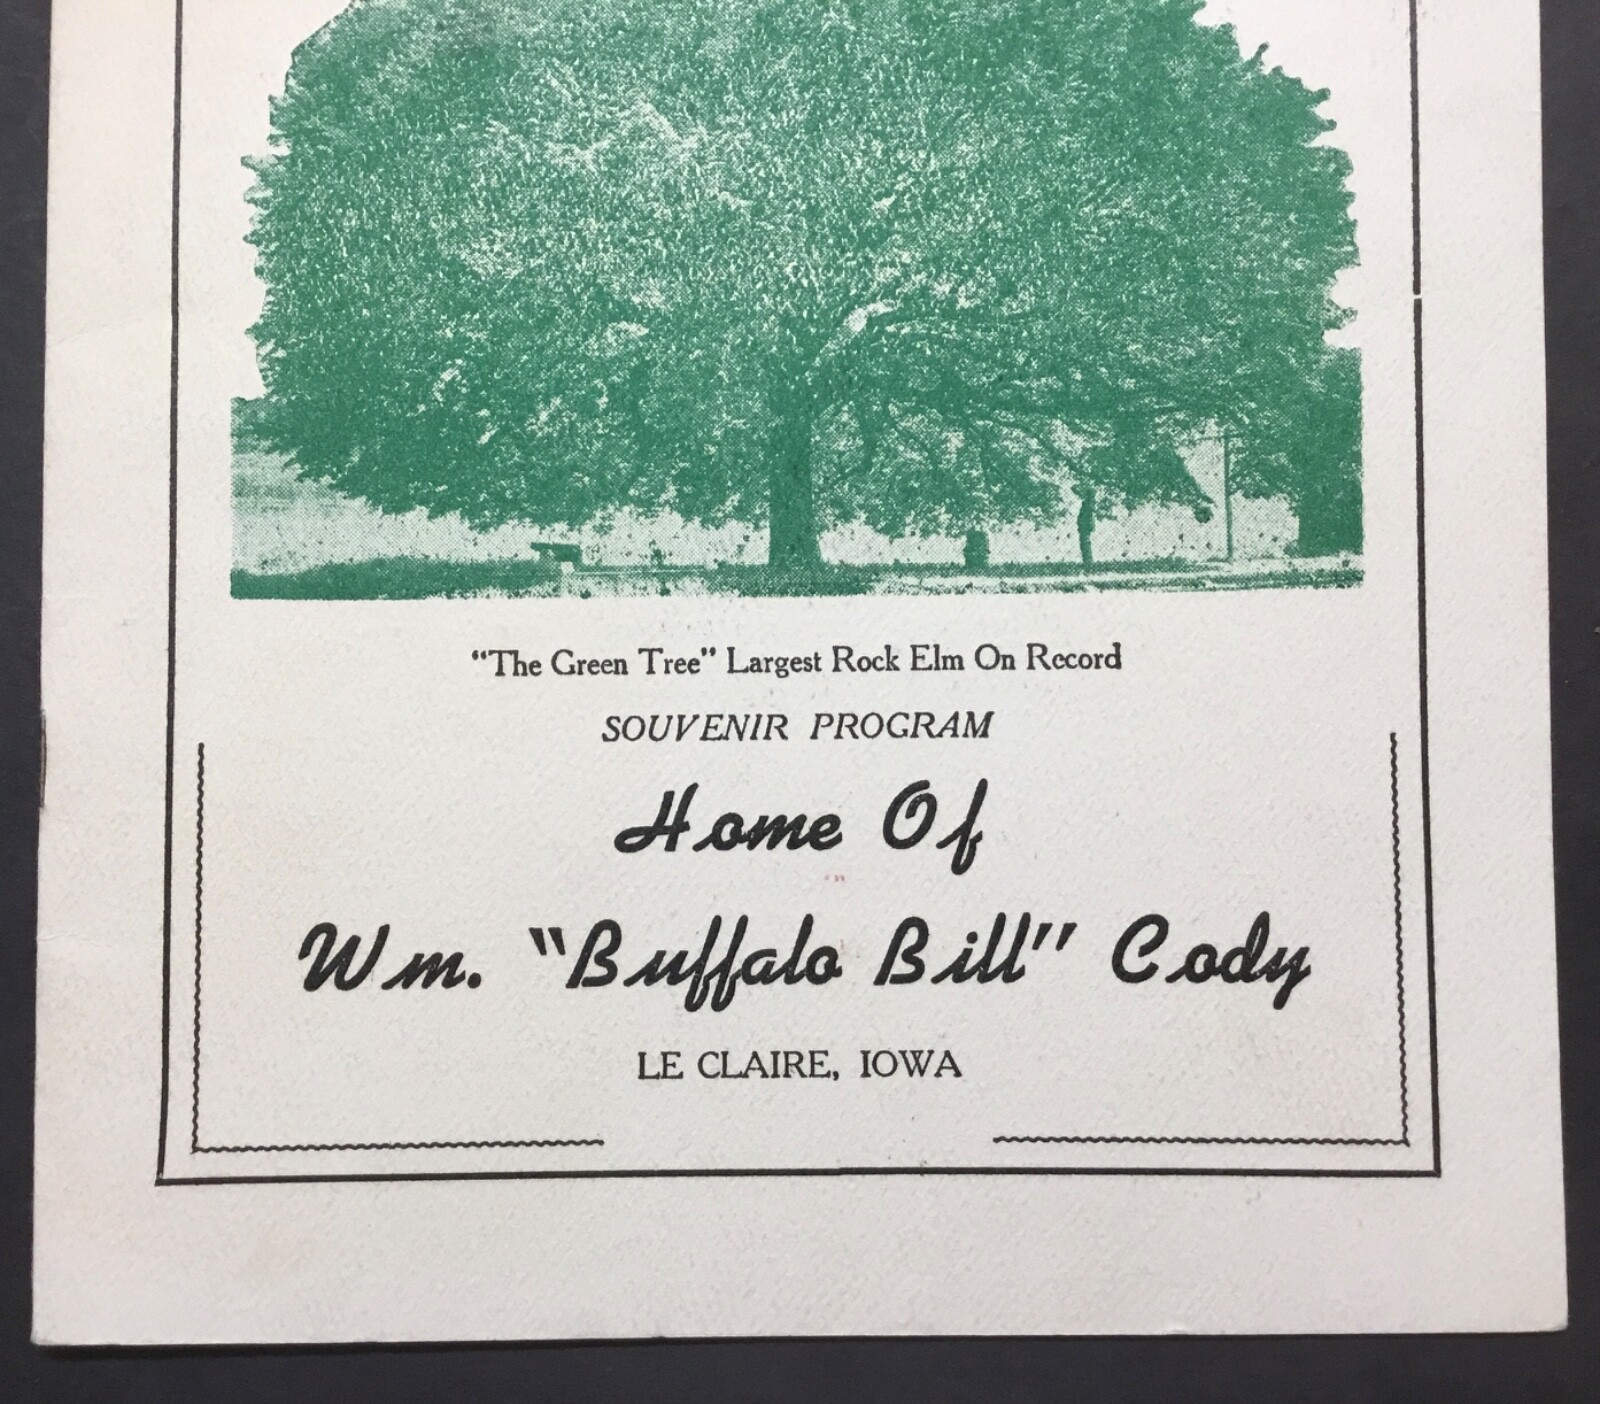 "The Green Tree" Largest Rock Elm On Record
SOUVENIR PROGRAM
Home Of
Wm. "Buffalo Bill" Cody
LE CLAIRE, IOWA